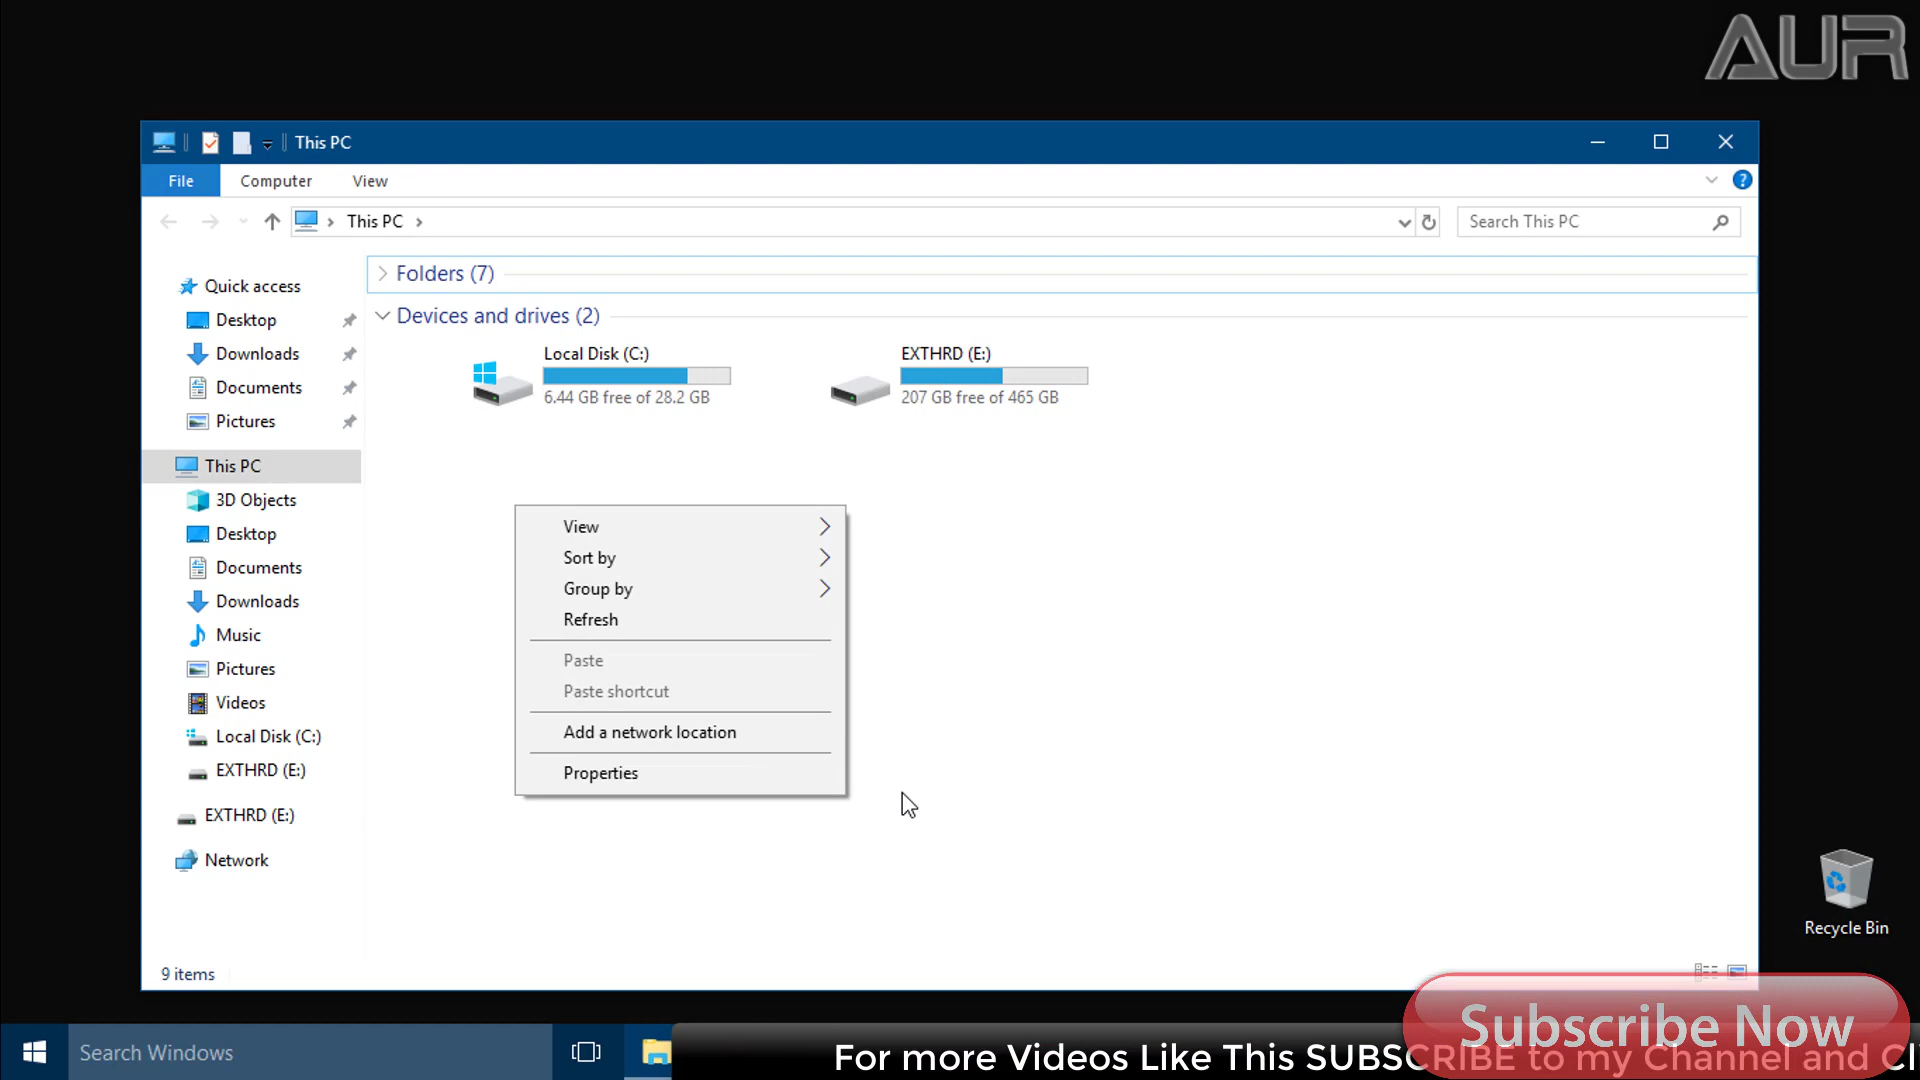 AUR
This PC
File Computer View
This PC
Search This PC
Quick access
Desktop
Downloads
Documents
Pictures
This PC
3D Objects
Desktop
Documents
Downloads
Music
Pictures
Videos
Local Disk (C:)
EXTHRD (E:)
EXTHRD (E:)
Network
Folders (7)
Devices and drives (2)
Local Disk (C:)
6.44 GB free of 28.2 GB
EXTHRD (E:)
207 GB free of 465 GB
View
Sort by
Group by
Refresh
Paste
Paste shortcut
Add a network location
Properties
9 items
Recycle Bin
Subscribe Now
Search Windows
For more Videos Like This SUBSCRIBE to my Channel and Cl